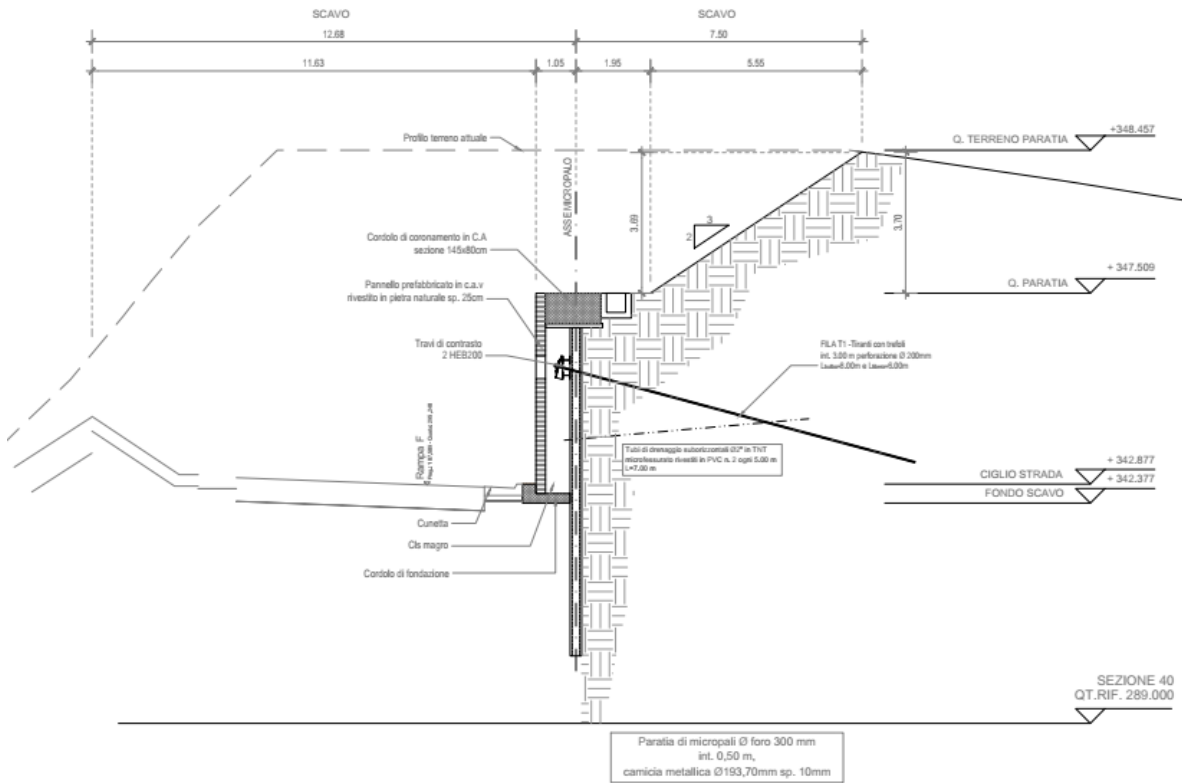 SCAVO
SCAVO
12.68
7.50
11.63
1.05
1.95
5.55
Profilo terreno attuale
Q. TERRENO PARATIA
+348.457
ASSE MICROPALO
3.69
3
2
3.70
Cordolo di coronamento in C.A
sezione 145x80cm
Pannello prefabbricato in c.a.v
rivestito in pietra naturale sp. 25cm
Q. PARATIA
+ 347.509
Travi di contrasto
2 HEB200
FILA T1 -Tiranti con trefoli
int. 3.00 m perforazione Ø 200mm
Rampa F
Tubi di drenaggio suborizzontali Ø2" in TNT
microfessurato rivestiti in PVC n. 2 ogni 5.00 m
L=7.00 m
+ 342.877
CIGLIO STRADA
+ 342.377
FONDO SCAVO
Cunetta
Cls magro
Cordolo di fondazione
SEZIONE 40
QT.RIF. 289.000
Paratia di micropali Ø foro 300 mm
int. 0,50 m,
camicia metallica Ø193,70mm sp. 10mm